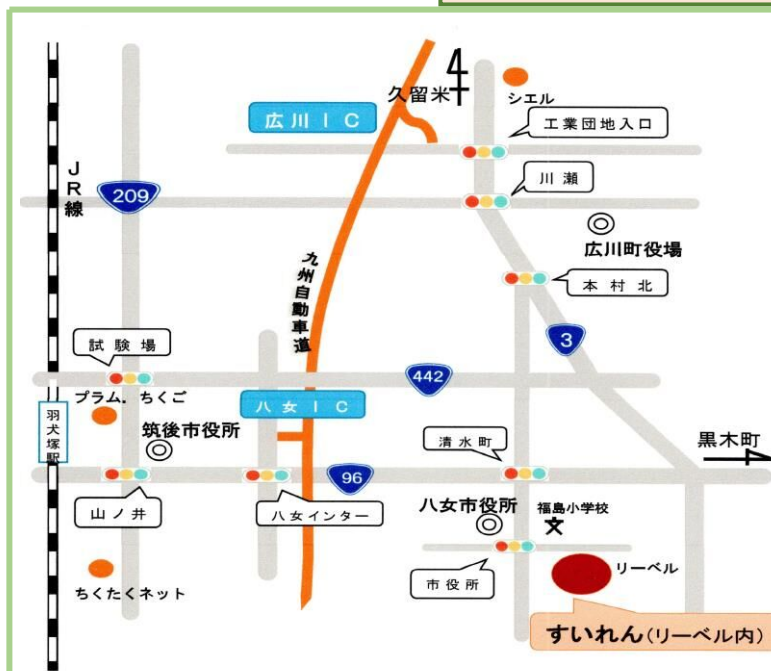 久留米
シエル
広川IC
工業団地入口
JR線
209
川瀬
広川町役場
九州自動車道
本村北
3
試験場
442
プラム.ちくご
八女IC
羽犬塚駅
筑後市役所
清水町
黒木町
96
山ノ井
八女インター
八女市役所
福島小学校
文
ちくたくネット
市役所
リーベル
すいれん(リーベル内)